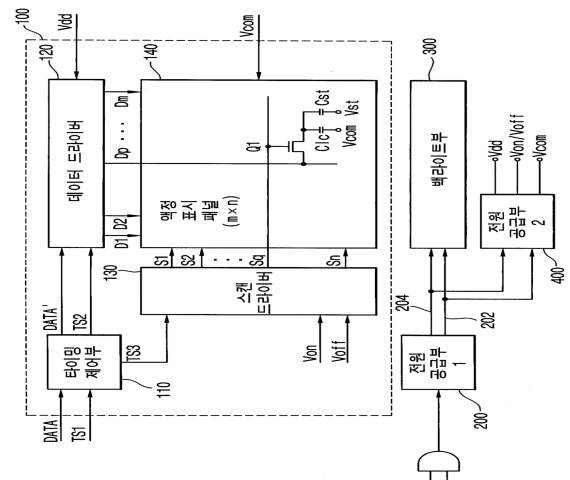 100
120
Vdd
데이터 드라이버
DATA
DATA'
타이밍
제어부
TS1
TS2
110
TS3
D1
D2
Dp
· · ·
Dm
140
Vcom
액정
표시
패널
(m×n)
Q1
Clc
Cst
Vcom
Vst
130
S1
S2
· · · ·
Sq
Sn
스캔
드라이버
Von
Voff
전원
공급부
1
200
204
202
백라이트부
300
전원
공급부
2
400
Vdd
Von/Voff
Vcom